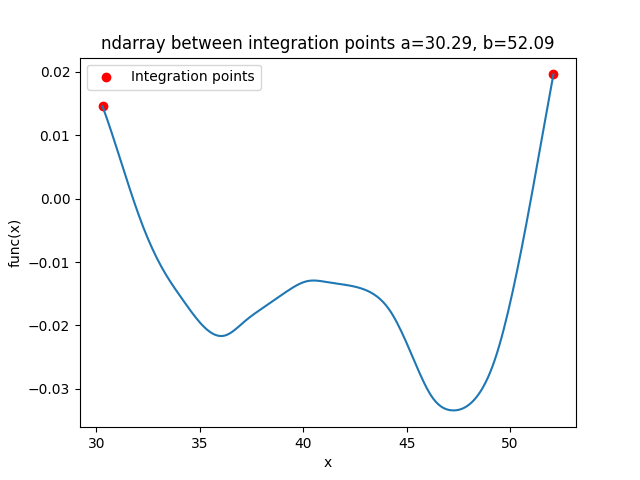 ndarray between integration points a=30.29, b=52.09
Integration points
0.02
0.01
0.00
−0.01
−0.02
−0.03
func(x)
30 35 40 45 50
x